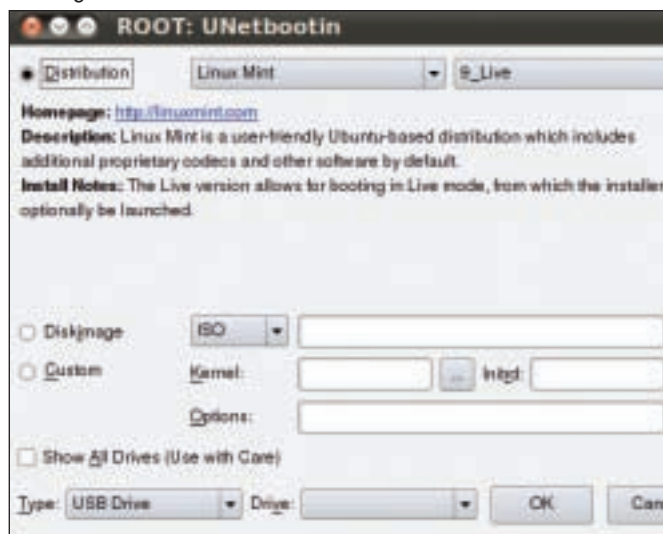 ROOT: UNetbootin
Distribution Linux Mint 9_Live
Homepage: http://linuxmint.com
Description: Linux Mint is a user-friendly Ubuntu-based distribution which includes
additional proprietary codecs and other software by default.
Install Notes: The Live version allows for booting in Live mode, from which the installer
optionally be launched.
Diskimage ISO
Custom Kernel: ... Initrd:
Options:
Show All Drives (Use with Care)
Type: USB Drive Drive: OK Can